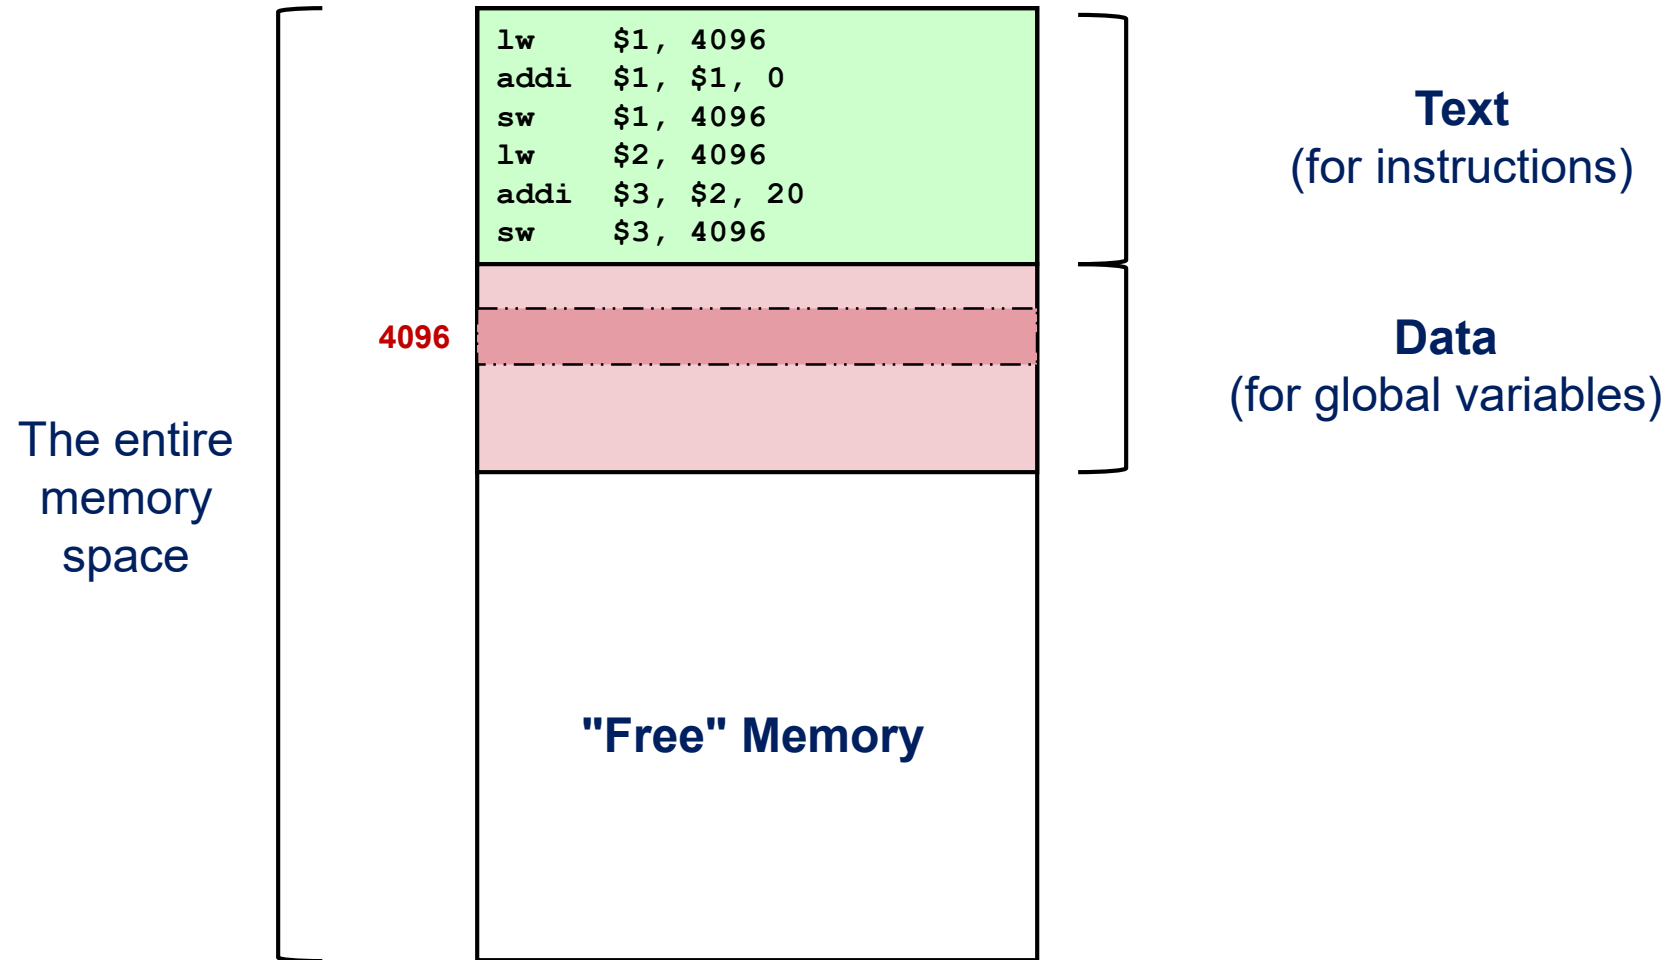 lw $1, 4096
addi $1, $1, 0
sw $1, 4096
lw $2, 4096
addi $3, $2, 20
sw $3, 4096
Text
(for instructions)
4096
Data
(for global variables)
The entire
memory
space
"Free" Memory